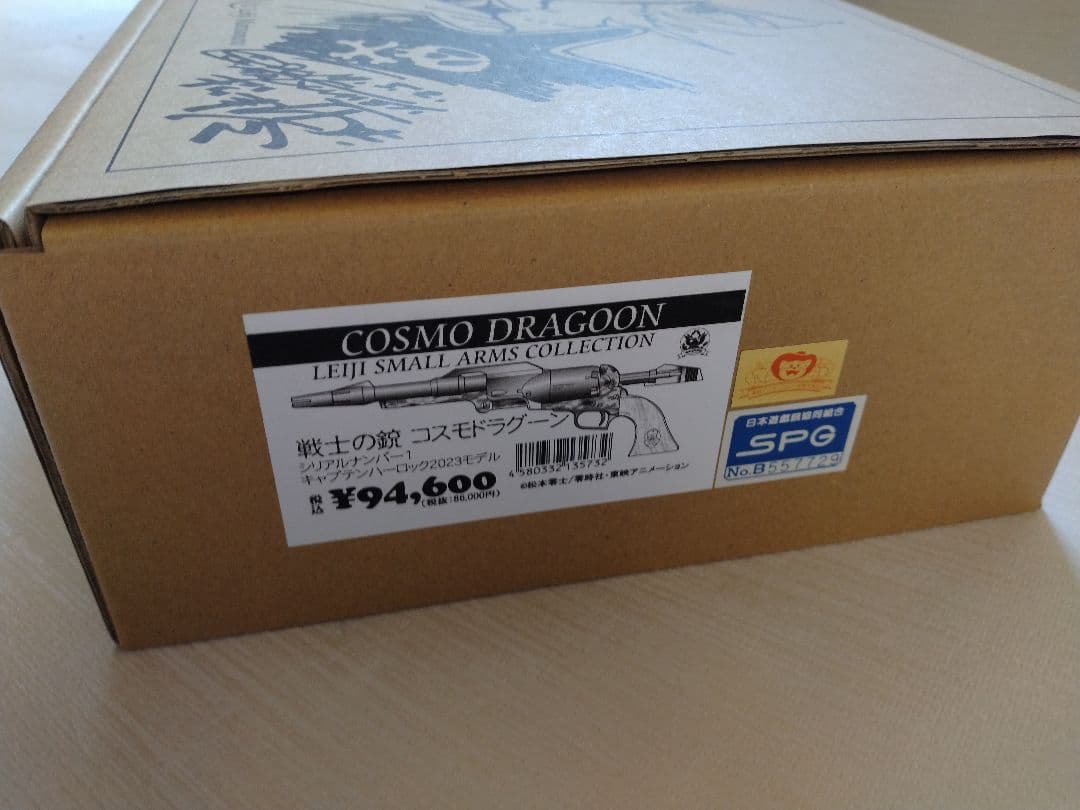 COSMO DRAGOON
LEIJI SMALL ARMS COLLECTION
戦士の銃 コスモドラグーン
シリアルナンバー1
キャプテンハーロック2023モデル
税込 ¥94,600
(税抜:86,000円)
4 580332 135732
©松本零士/零時社・東映アニメーション
日本遊戯銃協同組合
SPG
No.B557729